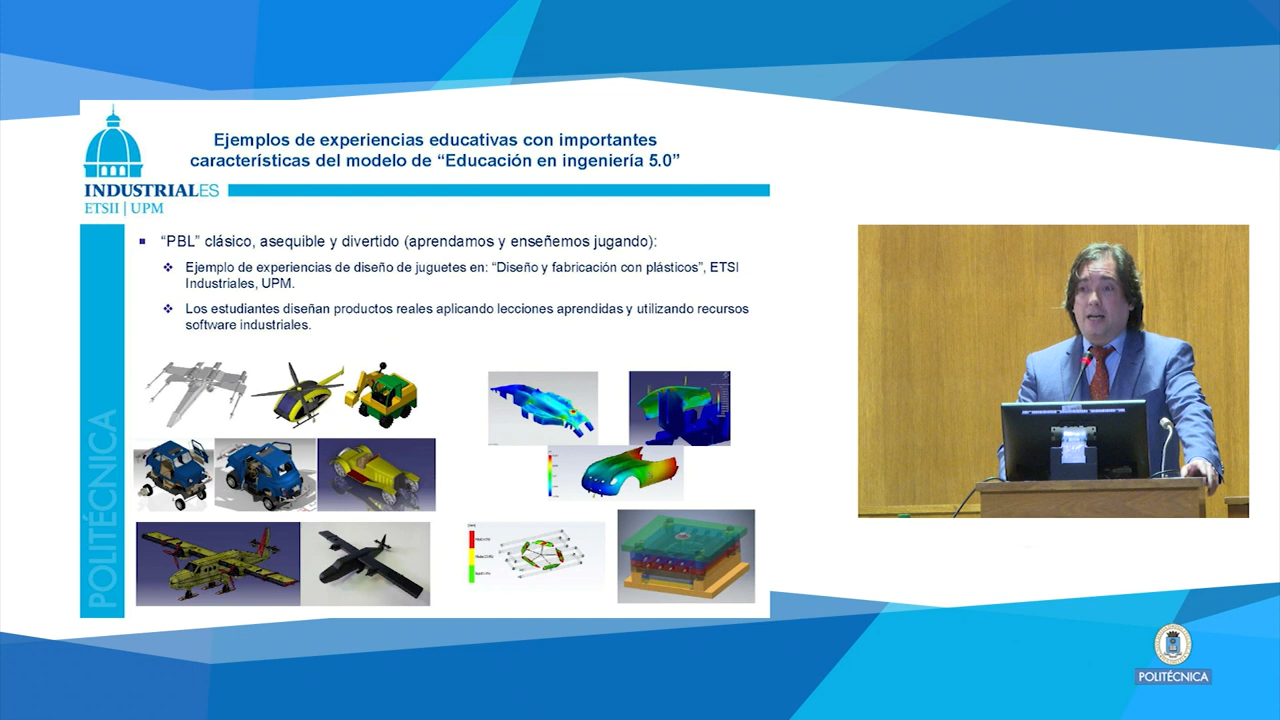 Ejemplos de experiencias educativas con importantes
características del modelo de “Educación en ingeniería 5.0”
INDUSTRIALES
ETSII | UPM
“PBL” clásico, asequible y divertido (aprendamos y enseñemos jugando):
Ejemplo de experiencias de diseño de juguetes en: “Diseño y fabricación con plásticos”, ETSI
Industriales, UPM.
Los estudiantes diseñan productos reales aplicando lecciones aprendidas y utilizando recursos
software industriales.
POLITÉCNICA
POLITÉCNICA